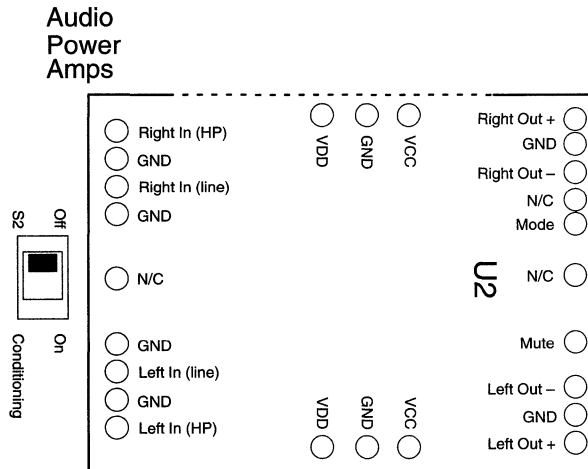 Audio
Power
Amps
Right In (HP)
GND
Right In (line)
GND
N/C
GND
Left In (line)
GND
Left In (HP)
VDD
GND
VCC
VDD
GND
VCC
Right Out +
GND
Right Out –
N/C
Mode
N/C
Mute
Left Out –
GND
Left Out +
U2
S2
Off
On
Conditioning